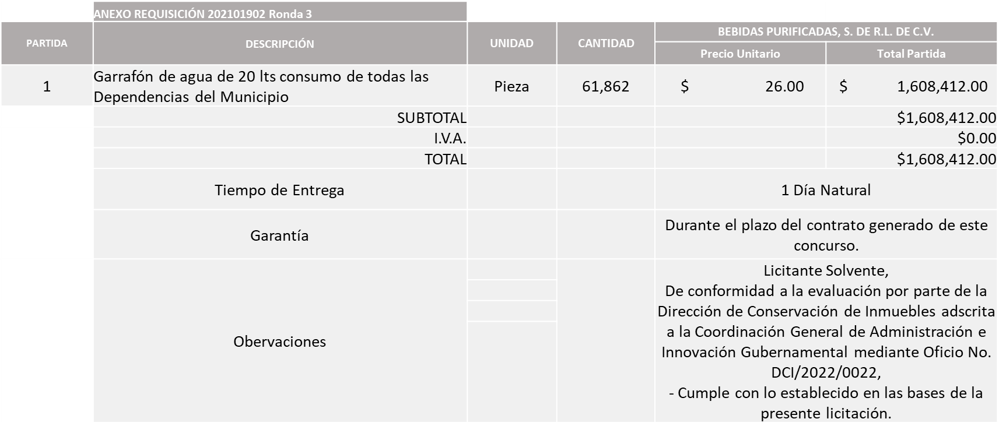 ANEXO REQUISICIÓN 202101902 Ronda 3
PARTIDA
DESCRIPCIÓN
UNIDAD
CANTIDAD
BEBIDAS PURIFICADAS, S. DE R.L. DE C.V.
Precio Unitario
Total Partida
1
Garrafón de agua de 20 lts consumo de todas las
Dependencias del Municipio
Pieza
61,862
$ 26.00
$ 1,608,412.00
SUBTOTAL
$1,608,412.00
I.V.A.
$0.00
TOTAL
$1,608,412.00
Tiempo de Entrega
1 Día Natural
Garantía
Durante el plazo del contrato generado de este
concurso.
Obervaciones
Licitante Solvente,
De conformidad a la evaluación por parte de la
Dirección de Conservación de Inmuebles adscrita
a la Coordinación General de Administración e
Innovación Gubernamental mediante Oficio No.
DCI/2022/0022,
- Cumple con lo establecido en las bases de la
presente licitación.